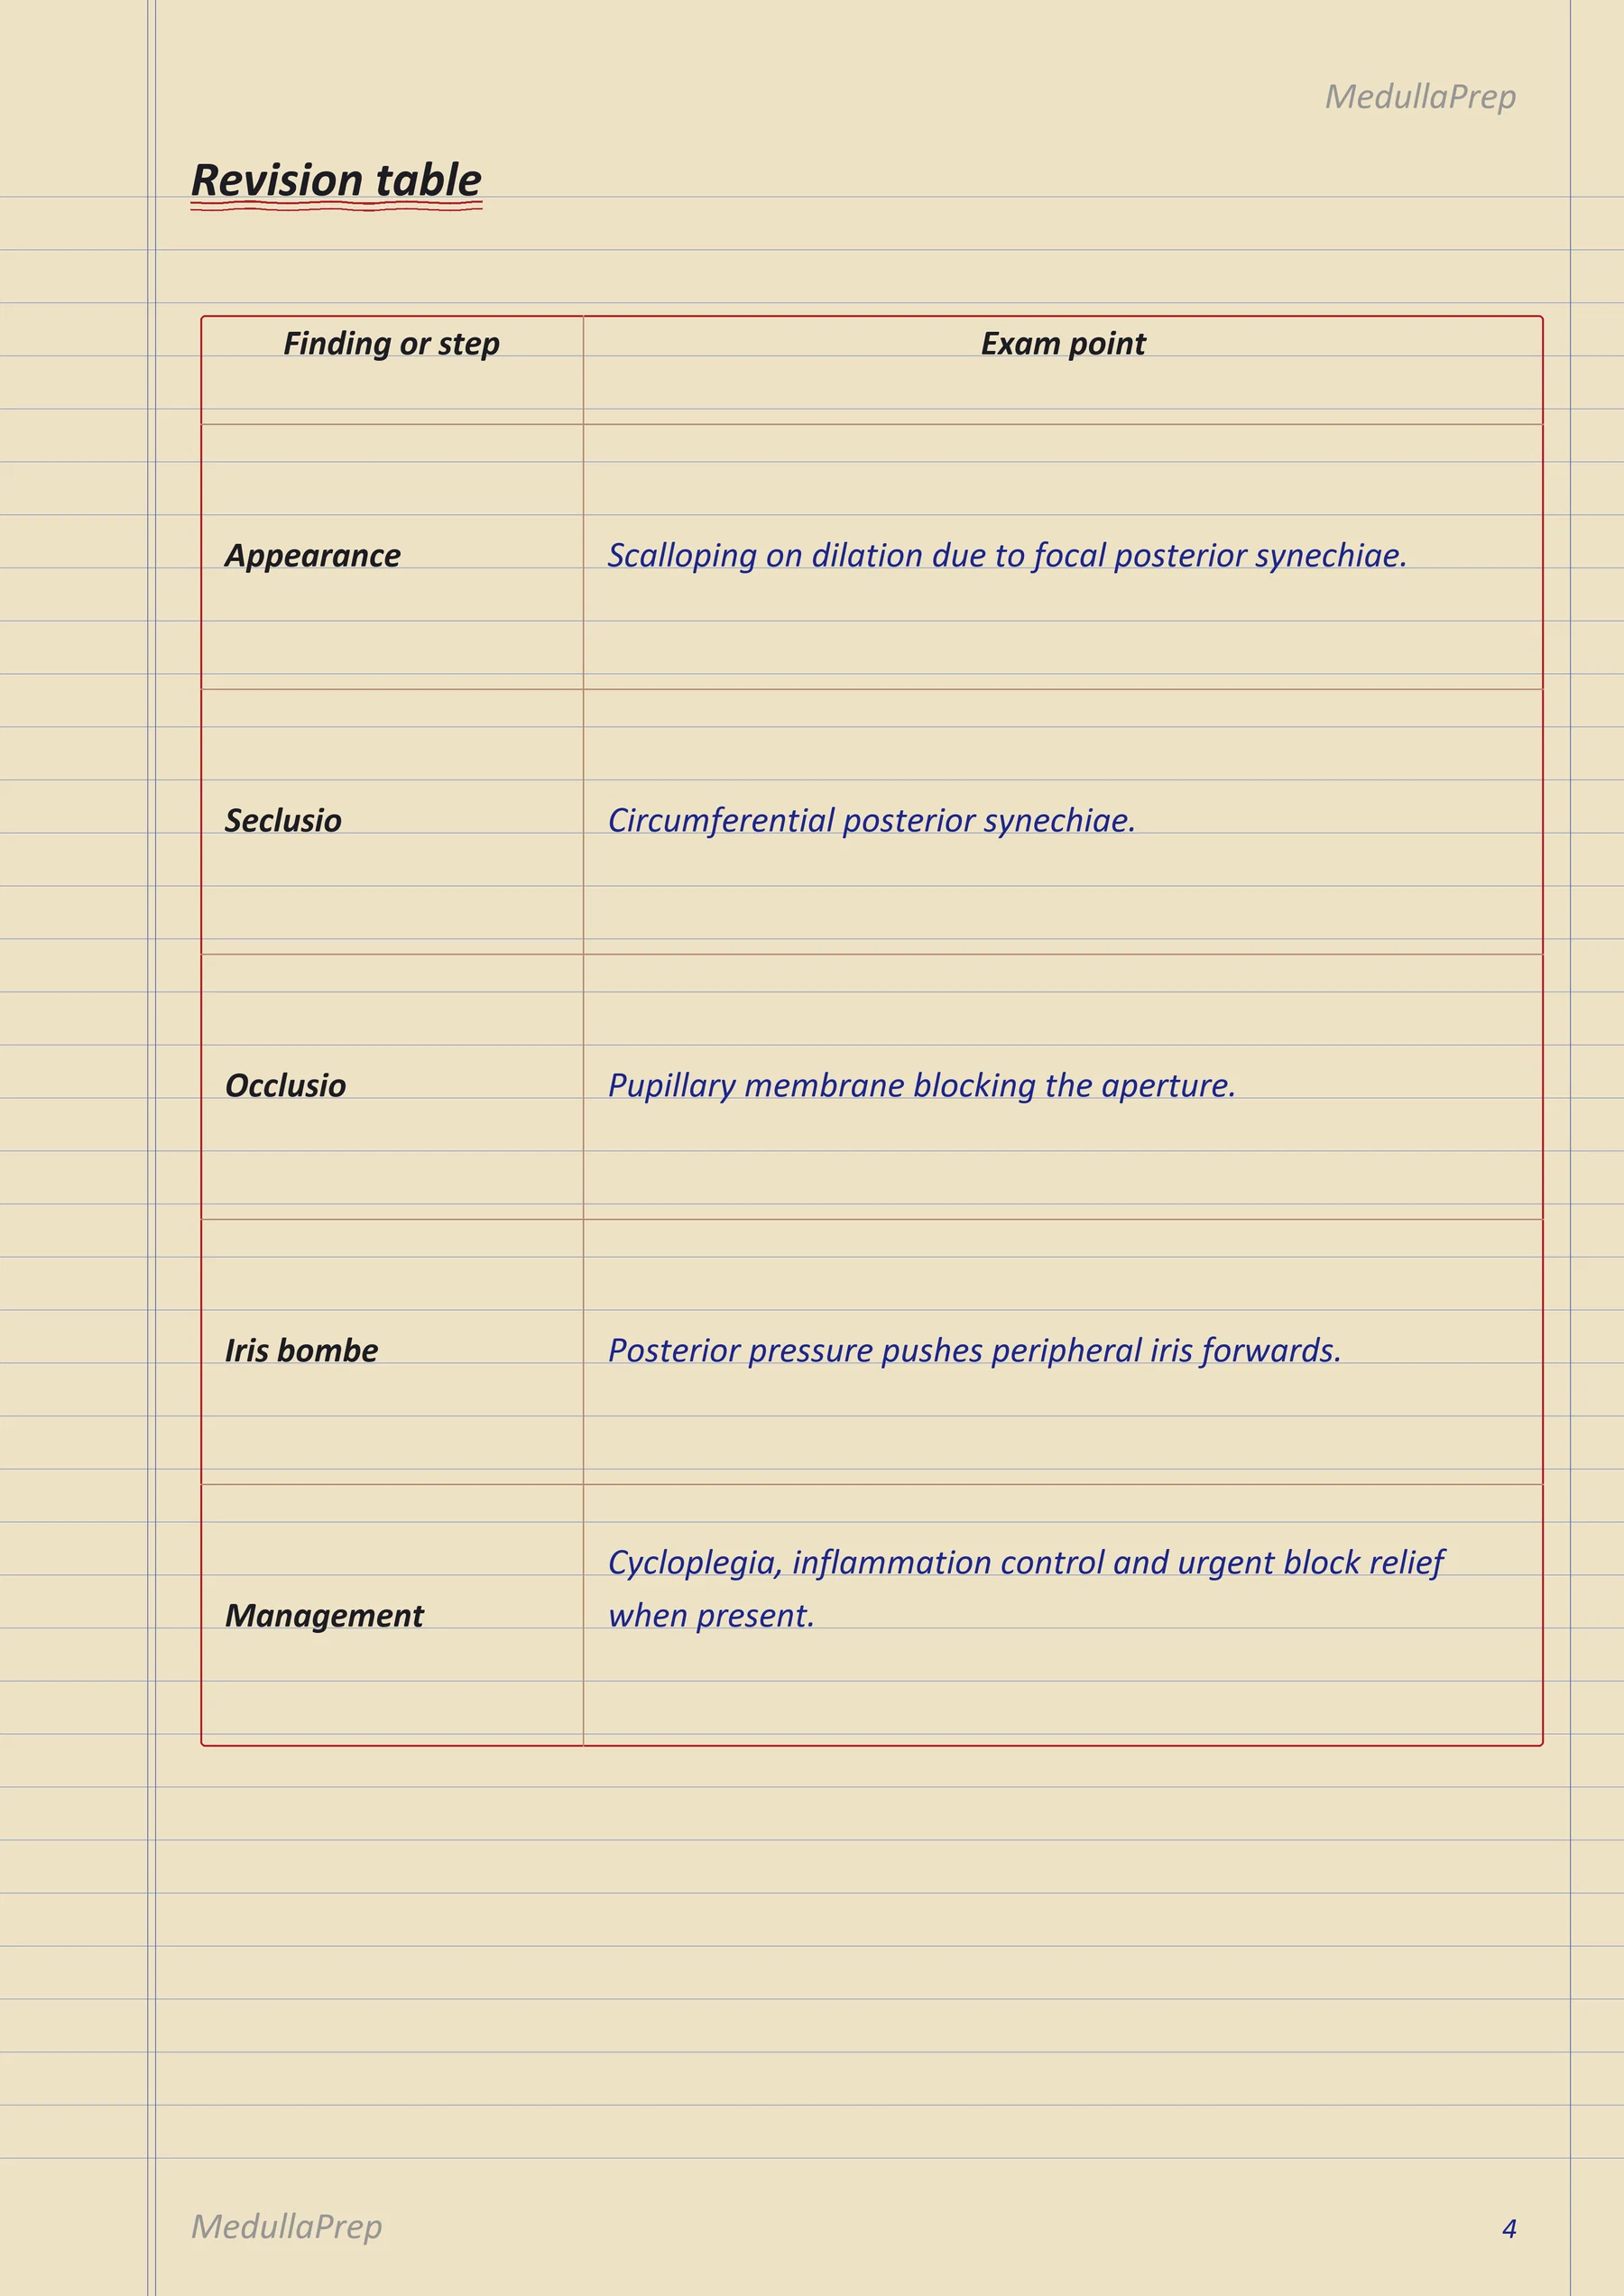 MedullaPrep
Revision table
Finding or step
Exam point
Appearance
Scalloping on dilation due to focal posterior synechiae.
Seclusio
Circumferential posterior synechiae.
Occlusio
Pupillary membrane blocking the aperture.
Iris bombe
Posterior pressure pushes peripheral iris forwards.
Management
Cycloplegia, inflammation control and urgent block relief
when present.
MedullaPrep
4